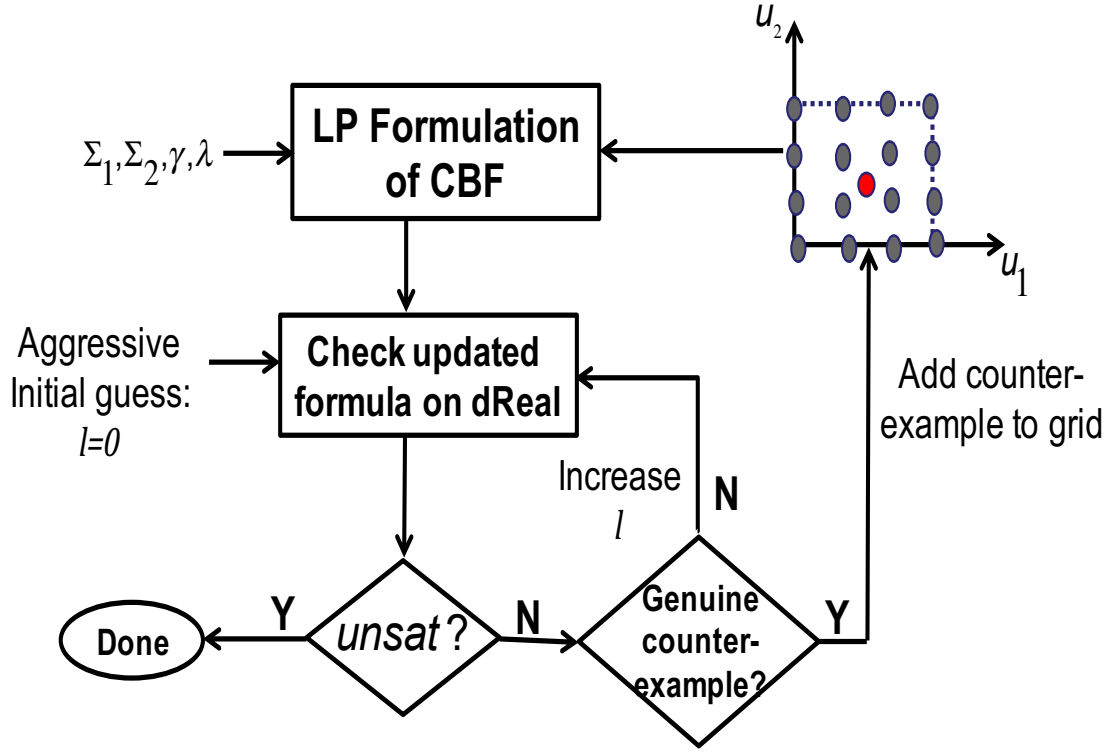 u₂
LP Formulation
of CBF
Σ₁,Σ₂,γ,λ
u₁
Aggressive
Initial guess:
l=0
Check updated
formula on dReal
Add counter-
example to grid
Increase
l
N
Y
unsat?
N
Genuine
counter-
example?
Y
Done